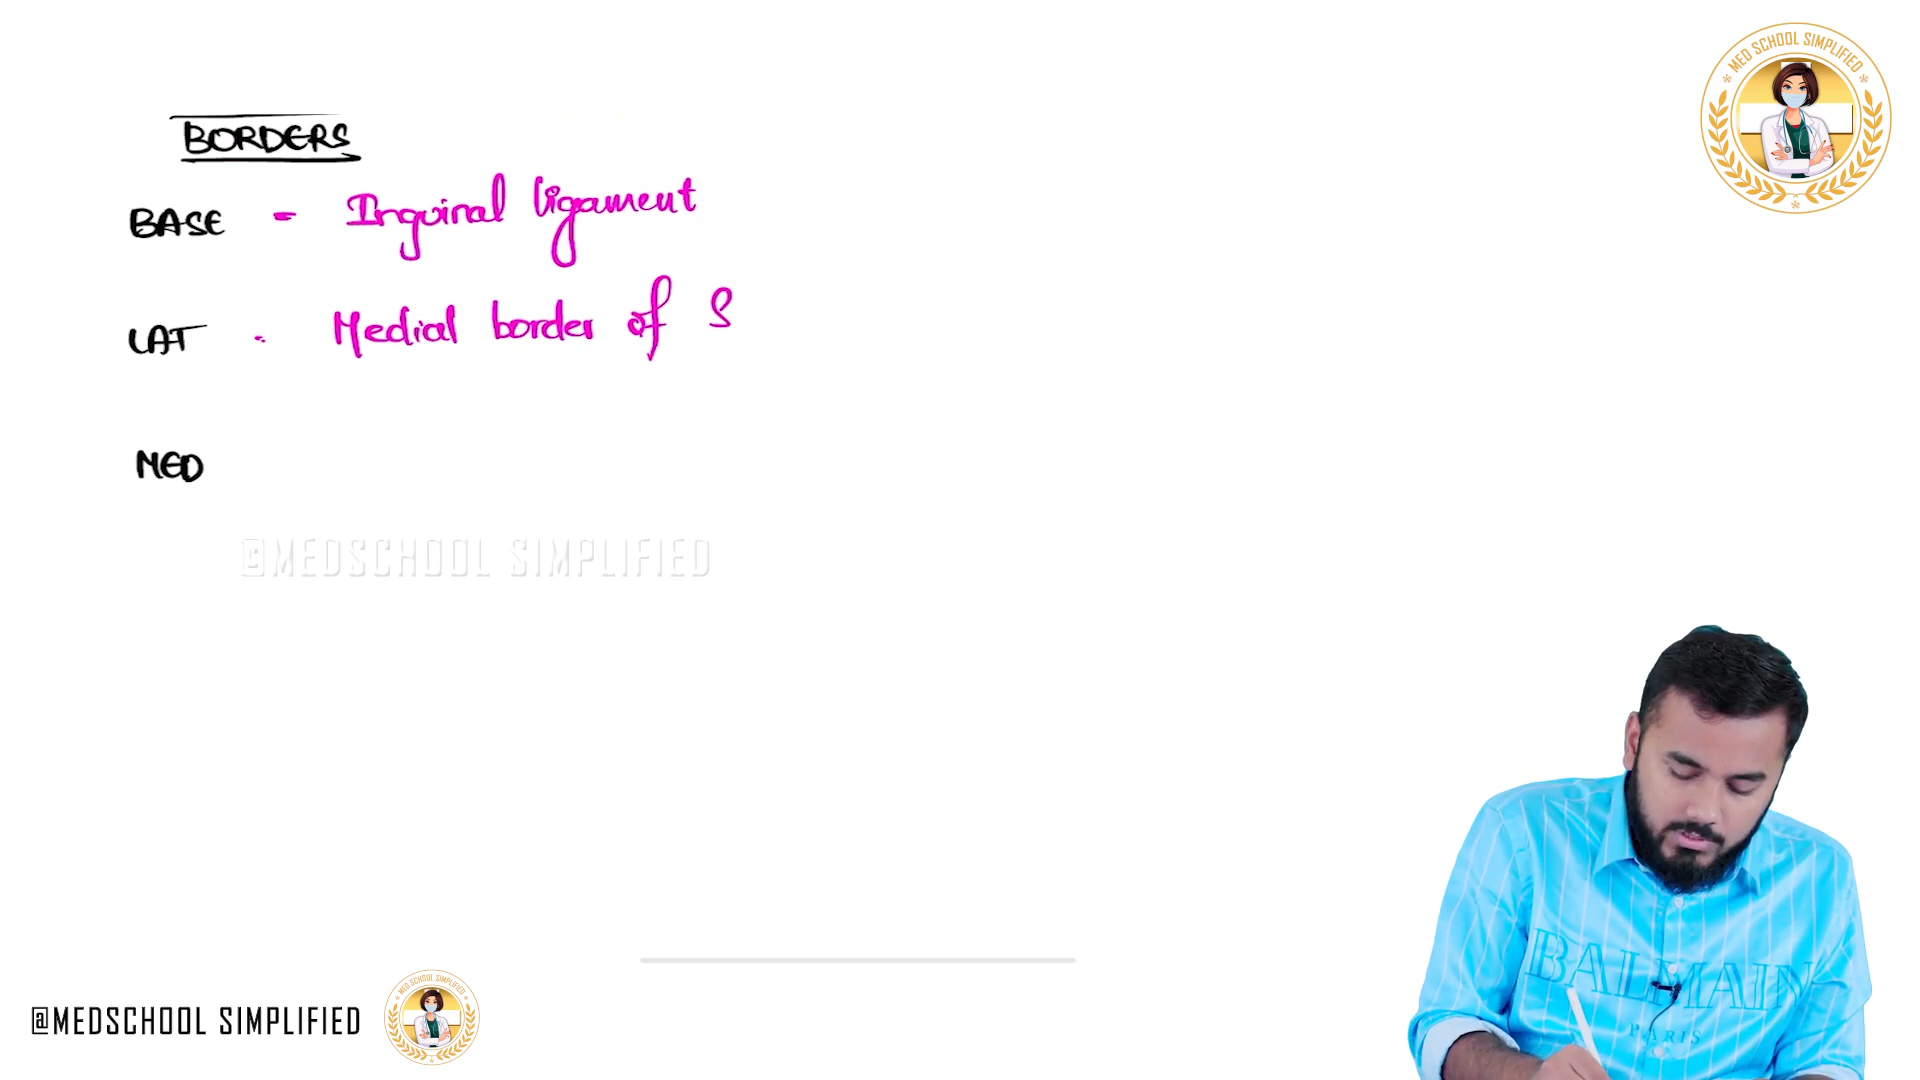 MED SCHOOL SIMPLIFIED
BORDERS
BASE - Inguinal ligament
LAT - Medial border of S
MED
@MEDSCHOOL SIMPLIFIED
BALMAIN
PARIS
@MEDSCHOOL SIMPLIFIED
MED SCHOOL SIMPLIFIED